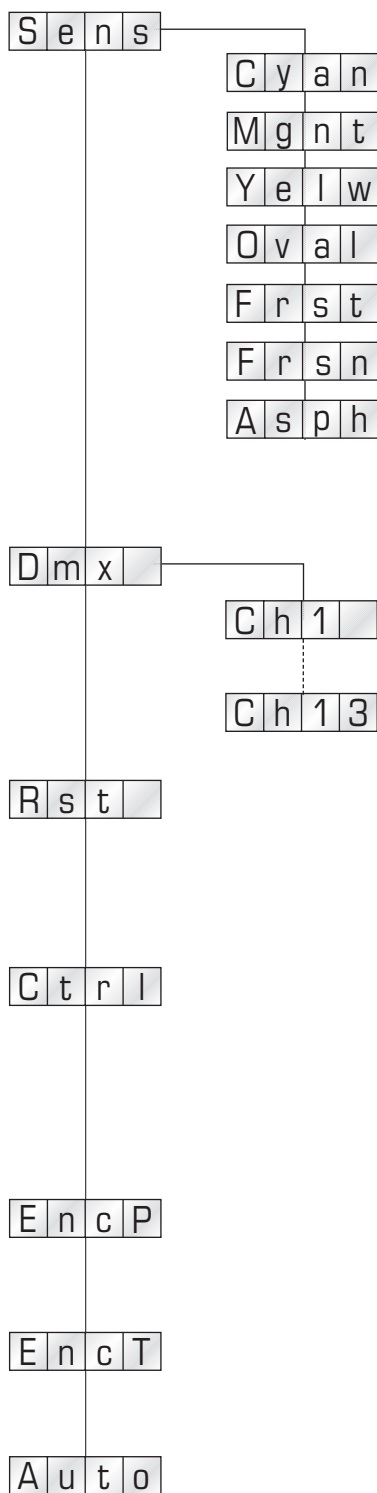 Sens
Cyan
Mgnt
Yelw
Oval
Frst
Frsn
Asph
Dmx
Ch1
Ch13
Rst
Ctrl
EncP
EncT
Auto